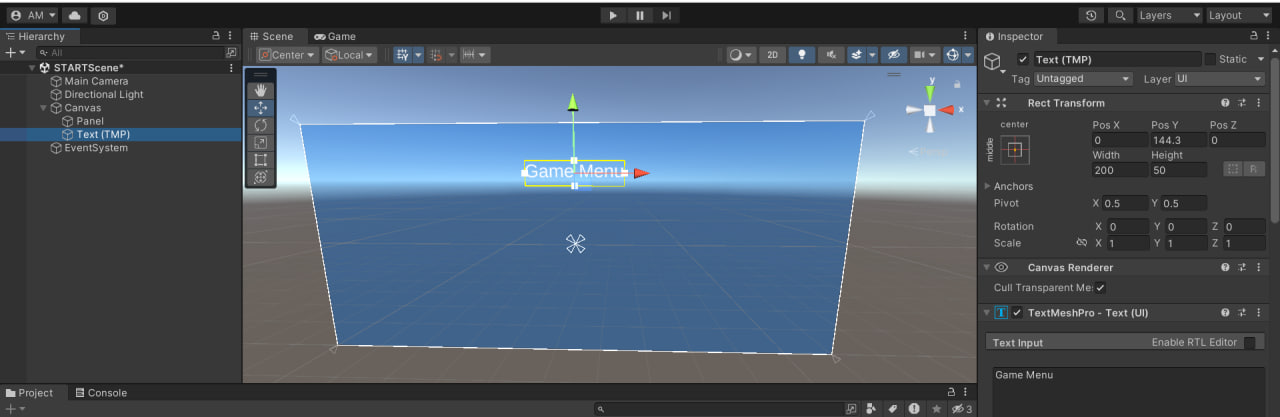 AM
Layers
Layout
Hierarchy
All
STARTScene*
Main Camera
Directional Light
Canvas
Panel
Text (TMP)
EventSystem
Scene
Game
Center
Local
2D
y
x
Persp
Inspector
Text (TMP)
Static
Tag Untagged Layer UI
Rect Transform
center
middle
Pos X Pos Y Pos Z
0 144.3 0
Width Height
200 50
R
Anchors
Pivot X 0.5 Y 0.5
Rotation X 0 Y 0 Z 0
Scale X 1 Y 1 Z 1
Canvas Renderer
Cull Transparent Me
TextMeshPro - Text (UI)
Text Input Enable RTL Editor
Game Menu
Game Menu
Project
Console
3